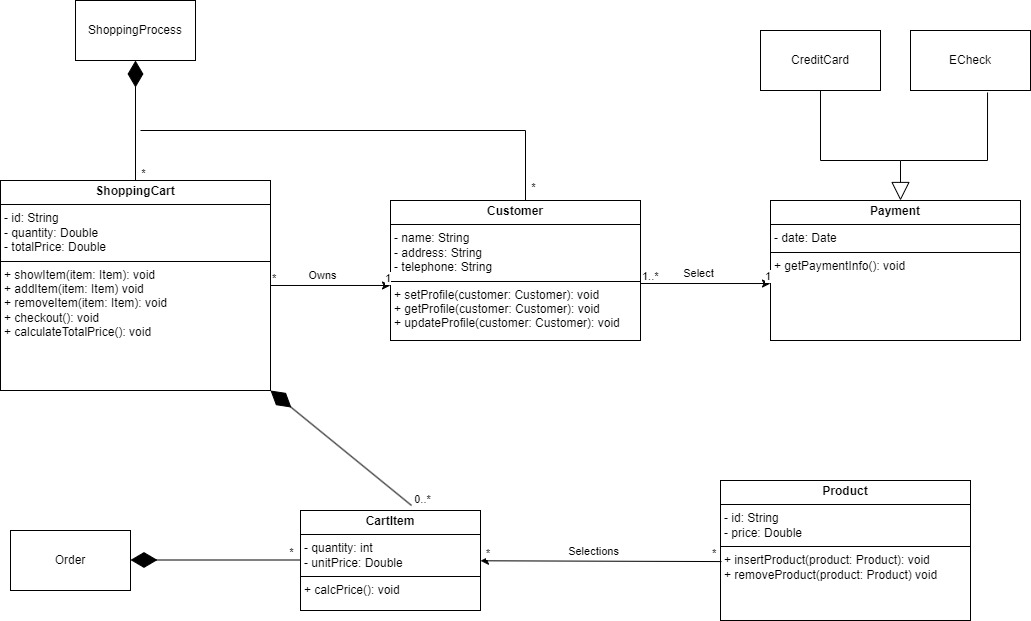 ShoppingProcess
CreditCard
ECheck
*
*
ShoppingCart
- id: String
- quantity: Double
- totalPrice: Double
+ showItem(item: Item): void
+ addItem(item: Item) void
+ removeItem(item: Item): void
+ checkout(): void
+ calculateTotalPrice(): void
* Owns 1
Customer
- name: String
- address: String
- telephone: String
+ setProfile(customer: Customer): void
+ getProfile(customer: Customer): void
+ updateProfile(customer: Customer): void
1..* Select 1
Payment
- date: Date
+ getPaymentInfo(): void
0..*
Order
*
CartItem
- quantity: int
- unitPrice: Double
+ calcPrice(): void
* Selections *
Product
- id: String
- price: Double
+ insertProduct(product: Product): void
+ removeProduct(product: Product) void